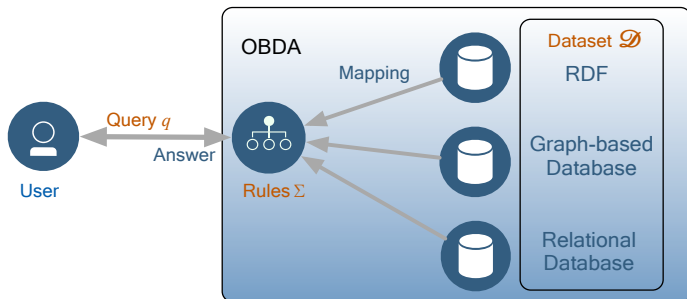 OBDA
Dataset 𝒟
Mapping
RDF
Query q
Answer
Graph-based
Database
User
Rules Σ
Relational
Database